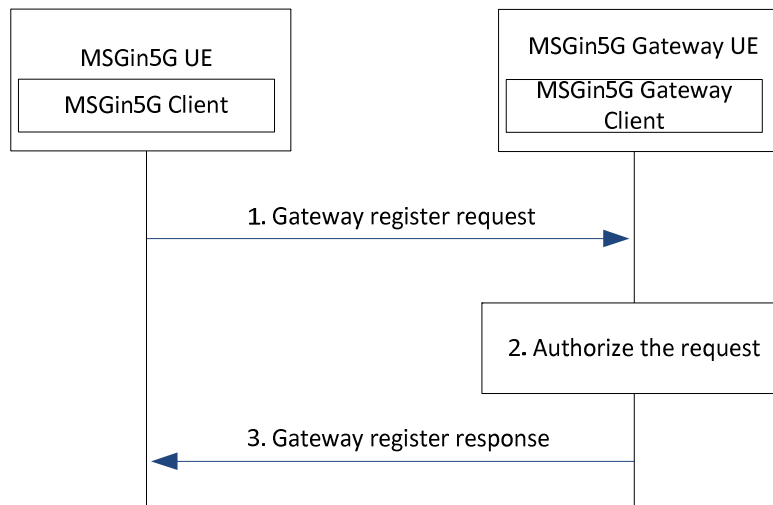 MSGin5G UE
MSGin5G Client
MSGin5G Gateway UE
MSGin5G Gateway
Client
1. Gateway register request
2. Authorize the request
3. Gateway register response